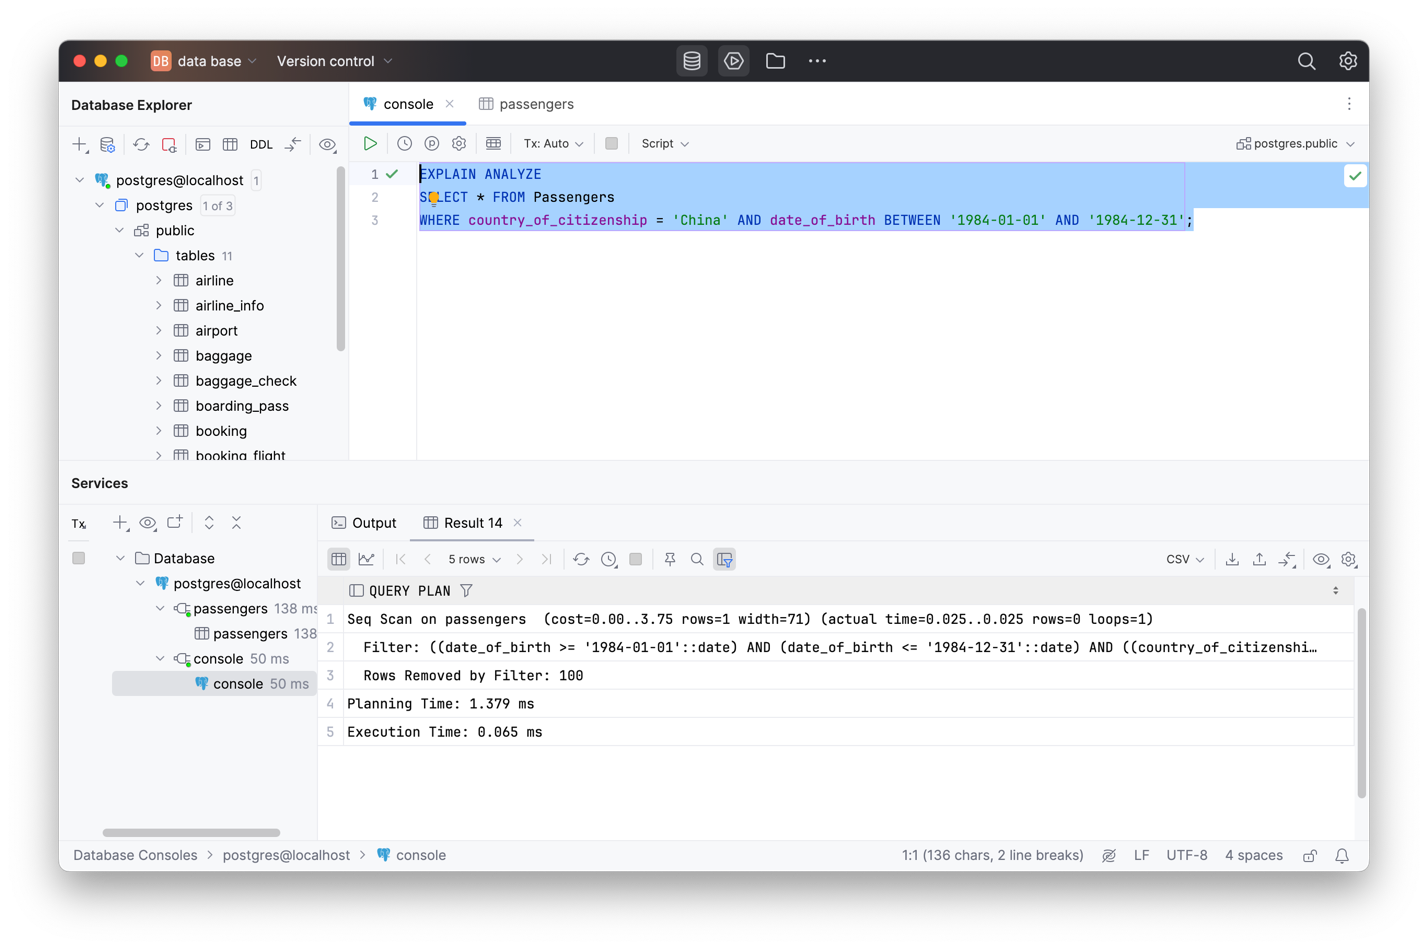 DB data base Version control
Database Explorer
console
passengers
DDL
Tx: Auto
Script
postgres.public
postgres@localhost 1
postgres 1 of 3
public
tables 11
airline
airline_info
airport
baggage
baggage_check
boarding_pass
booking
booking_flight
1 EXPLAIN ANALYZE
2 SELECT * FROM Passengers
3 WHERE country_of_citizenship = 'China' AND date_of_birth BETWEEN '1984-01-01' AND '1984-12-31';
Services
Tx
Database
postgres@localhost
passengers 138 ms
passengers 138
console 50 ms
console 50 ms
Output
Result 14
5 rows
CSV
QUERY PLAN
1 Seq Scan on passengers (cost=0.00..3.75 rows=1 width=71) (actual time=0.025..0.025 rows=0 loops=1)
2 Filter: ((date_of_birth >= '1984-01-01'::date) AND (date_of_birth <= '1984-12-31'::date) AND ((country_of_citizenshi…
3 Rows Removed by Filter: 100
4 Planning Time: 1.379 ms
5 Execution Time: 0.065 ms
Database Consoles > postgres@localhost > console
1:1 (136 chars, 2 line breaks) LF UTF-8 4 spaces